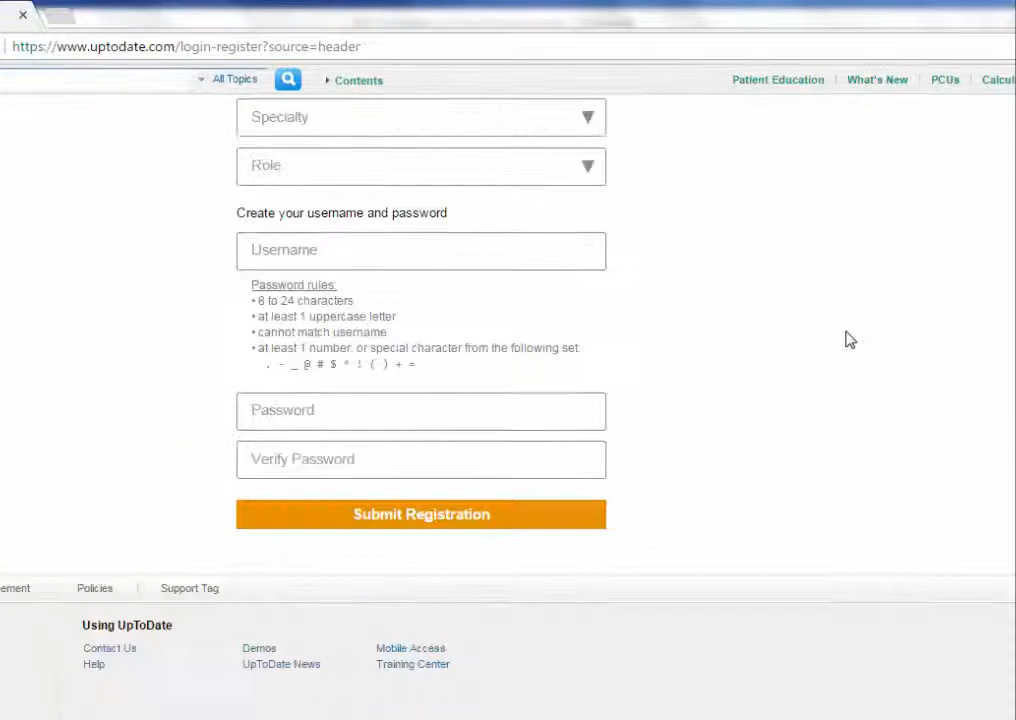 https://www.uptodate.com/login-register?source=header
All Topics Contents Patient Education What's New PCUs Calcul
Specialty
Role
Create your username and password
Username
Password rules:
• 8 to 24 characters
• at least 1 uppercase letter
• cannot match username
• at least 1 number, or special character from the following set:
. - _ @ # $ * ! ( ) + =
Password
Verify Password
Submit Registration
ement Policies Support Tag
Using UpToDate
Contact Us Demos Mobile Access
Help UpToDate News Training Center